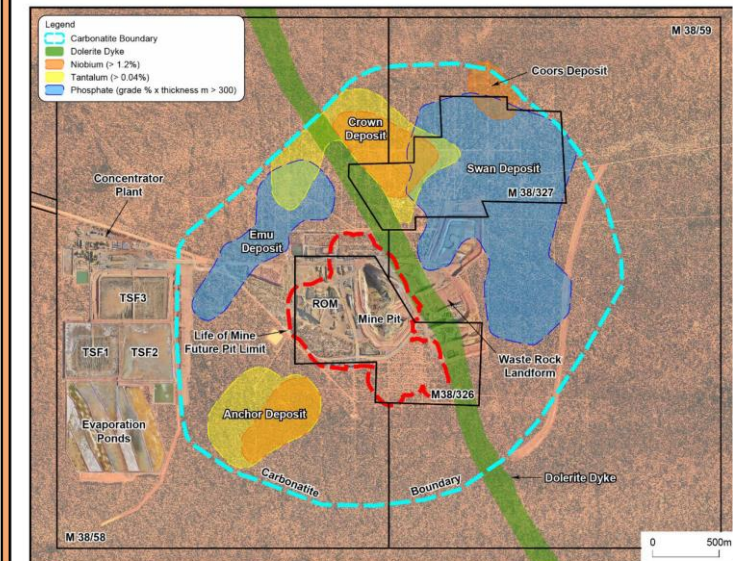 Legend
Carbonatite Boundary
Dolerite Dyke
Niobium (> 1.2%)
Tantalum (> 0.04%)
Phosphate (grade % x thickness m > 300)
M 38/59
Coors Deposit
Crown
Deposit
Swan Deposit
M 38/327
Concentrator
Plant
Emu
Deposit
TSF3
ROM
Mine Pit
TSF1
TSF2
Life of Mine
Future Pit Limit
Waste Rock
Landform
M38/326
Evaporation
Ponds
Anchor Deposit
Carbonatite
Boundary
Dolerite Dyke
M 38/58
0
500m